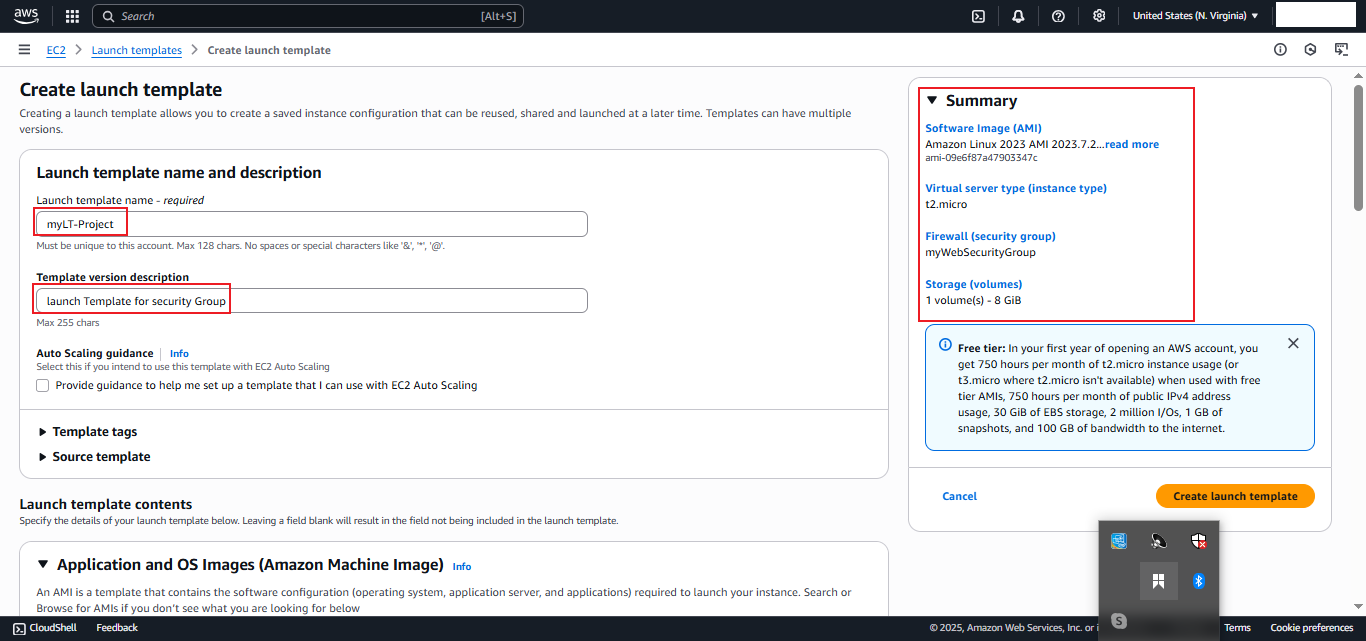 aws
Search
[Alt+S]
United States (N. Virginia)
EC2
Launch templates
Create launch template
Create launch template
Creating a launch template allows you to create a saved instance configuration that can be reused, shared and launched at a later time. Templates can have multiple
versions.
Launch template name and description
Launch template name - required
myLT-Project
Must be unique to this account. Max 128 chars. No spaces or special characters like '&', '*', '@'.
Template version description
launch Template for security Group
Max 255 chars
Auto Scaling guidance
Info
Select this if you intend to use this template with EC2 Auto Scaling
Provide guidance to help me set up a template that I can use with EC2 Auto Scaling
Template tags
Source template
Launch template contents
Specify the details of your launch template below. Leaving a field blank will result in the field not being included in the launch template.
Application and OS Images (Amazon Machine Image)
Info
An AMI is a template that contains the software configuration (operating system, application server, and applications) required to launch your instance. Search or
Browse for AMIs if you don't see what you are looking for below
Summary
Software Image (AMI)
Amazon Linux 2023 AMI 2023.7.2...read more
ami-09e6f87a47903347c
Virtual server type (instance type)
t2.micro
Firewall (security group)
myWebSecurityGroup
Storage (volumes)
1 volume(s) - 8 GiB
Free tier: In your first year of opening an AWS account, you
get 750 hours per month of t2.micro instance usage (or
t3.micro where t2.micro isn't available) when used with free
tier AMIs, 750 hours per month of public IPv4 address
usage, 30 GiB of EBS storage, 2 million I/Os, 1 GB of
snapshots, and 100 GB of bandwidth to the internet.
Cancel
Create launch template
CloudShell
Feedback
© 2025, Amazon Web Services, Inc. or
Terms
Cookie preferences